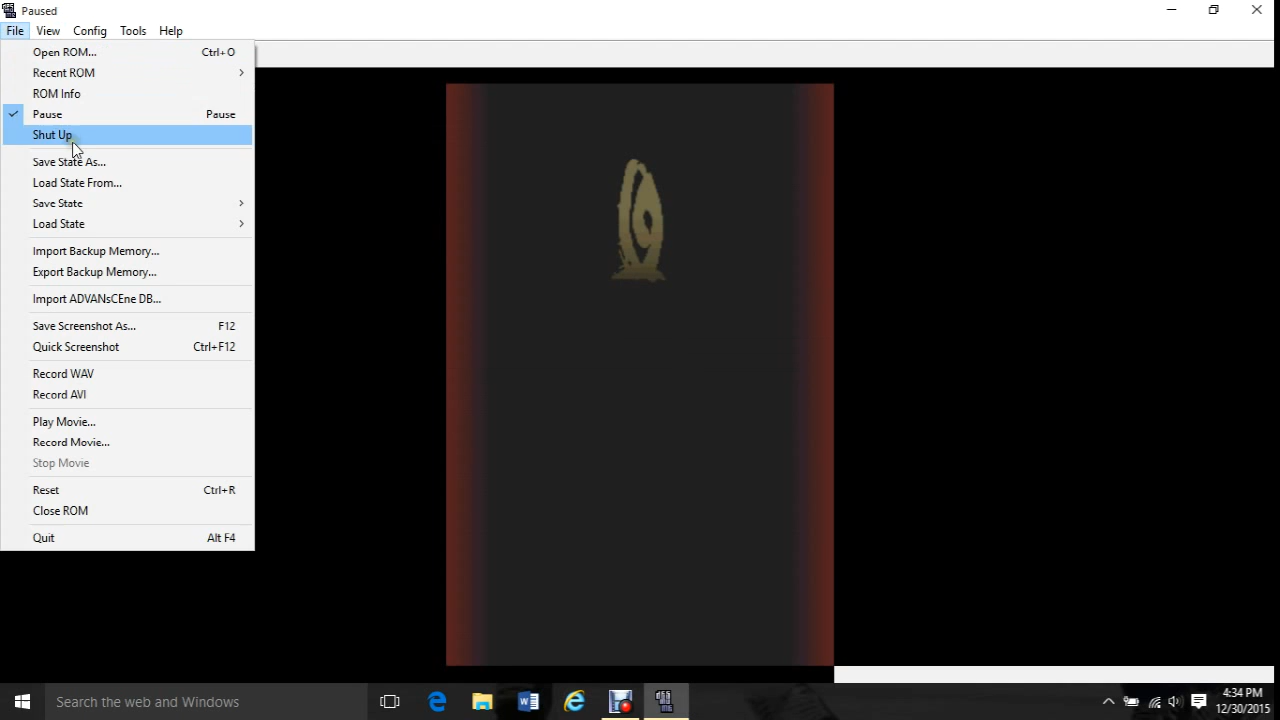 Paused
File View Config Tools Help
Open ROM... Ctrl+O
Recent ROM
ROM Info
Pause Pause
Shut Up
Save State As...
Load State From...
Save State
Load State
Import Backup Memory...
Export Backup Memory...
Import ADVANsCEne DB...
Save Screenshot As... F12
Quick Screenshot Ctrl+F12
Record WAV
Record AVI
Play Movie...
Record Movie...
Stop Movie
Reset Ctrl+R
Close ROM
Quit Alt F4
Search the web and Windows
4:34 PM
12/30/2015